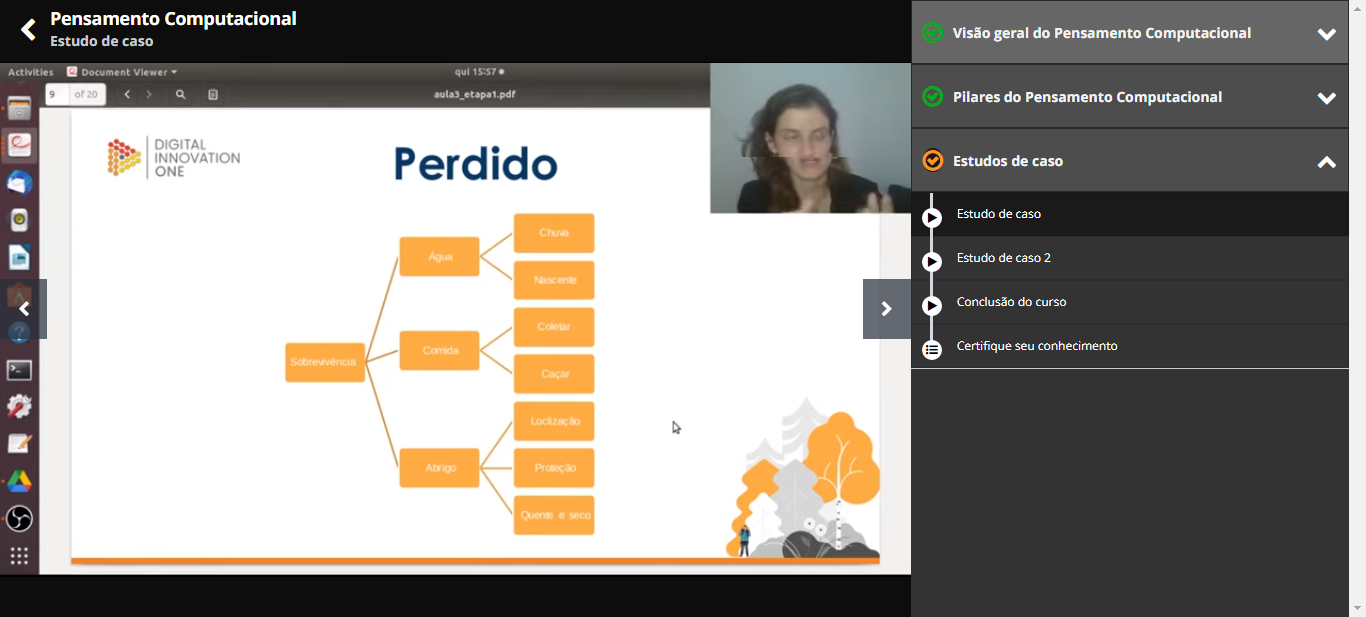 Pensamento Computacional
Estudo de caso
Activities
Document Viewer
qui 15:57
9
of 20
aula3_etapa1.pdf
DIGITAL
INNOVATION
ONE
Perdido
Sobrevivência
Água
Chuva
Nascente
Comida
Coletar
Caçar
Abrigo
Loclização
Proteção
Quente e seco
Visão geral do Pensamento Computacional
Pilares do Pensamento Computacional
Estudos de caso
Estudo de caso
Estudo de caso 2
Conclusão do curso
Certifique seu conhecimento